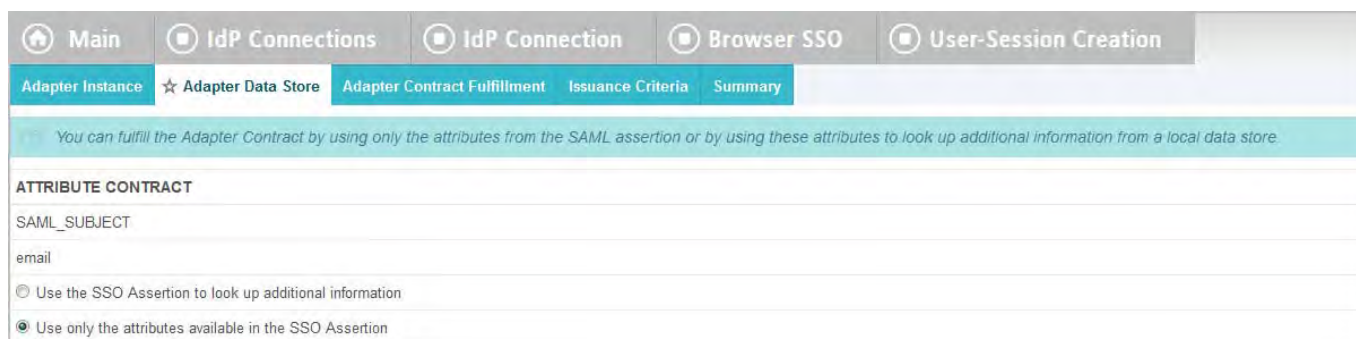 Main IdP Connections IdP Connection Browser SSO User-Session Creation
Adapter Instance Adapter Data Store Adapter Contract Fulfillment Issuance Criteria Summary
You can fulfill the Adapter Contract by using only the attributes from the SAML assertion or by using these attributes to look up additional information from a local data store.
ATTRIBUTE CONTRACT
SAML_SUBJECT
email
Use the SSO Assertion to look up additional information
Use only the attributes available in the SSO Assertion